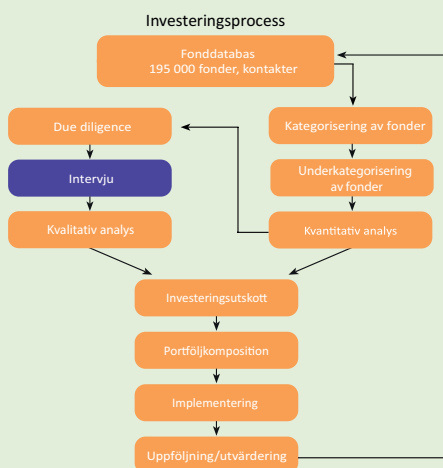 Investeringsprocess
Fonddatabas
195 000 fonder, kontakter
Due diligence
Kategorisering av fonder
Intervju
Underkategorisering
av fonder
Kvalitativ analys
Kvantitativ analys
Investeringsutskott
Portföljkomposition
Implementering
Uppföljning/utvärdering